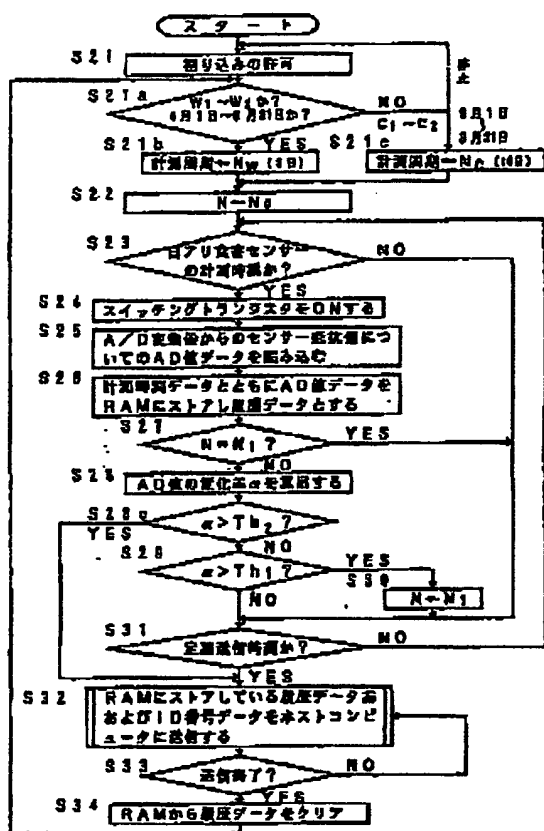 スタート
S21
割り込みの許可
S21a
W1~W2か?
4月1日~8月31日か?
NO
C1~C2
9月1日
~
3月31日
S21b
YES
S21c
計測周期←NW
計測周期←NC
S22
N←N0
S23
白アリ食害センサー
の計測時期か?
NO
YES
S24
スイッチングトランジスタをONする
S25
A/D変換器からのセンサー抵抗値につ
いてのAD値データを読み込む
S26
計測時期データとともにAD値データを
RAMにストアし履歴データとする
S27
N=N1?
YES
NO
S28
AD値の変化率αを算出する
S28a
α>Th2?
YES
NO
S29
α>Th1?
YES
S30
N←N1
NO
S31
定期送信時期か?
NO
YES
S32
RAMにストアしている履歴データお
およびID番号データをホストコンピ
ュータに送信する
S33
送信終了?
NO
YES
S34
RAMから履歴データをクリア